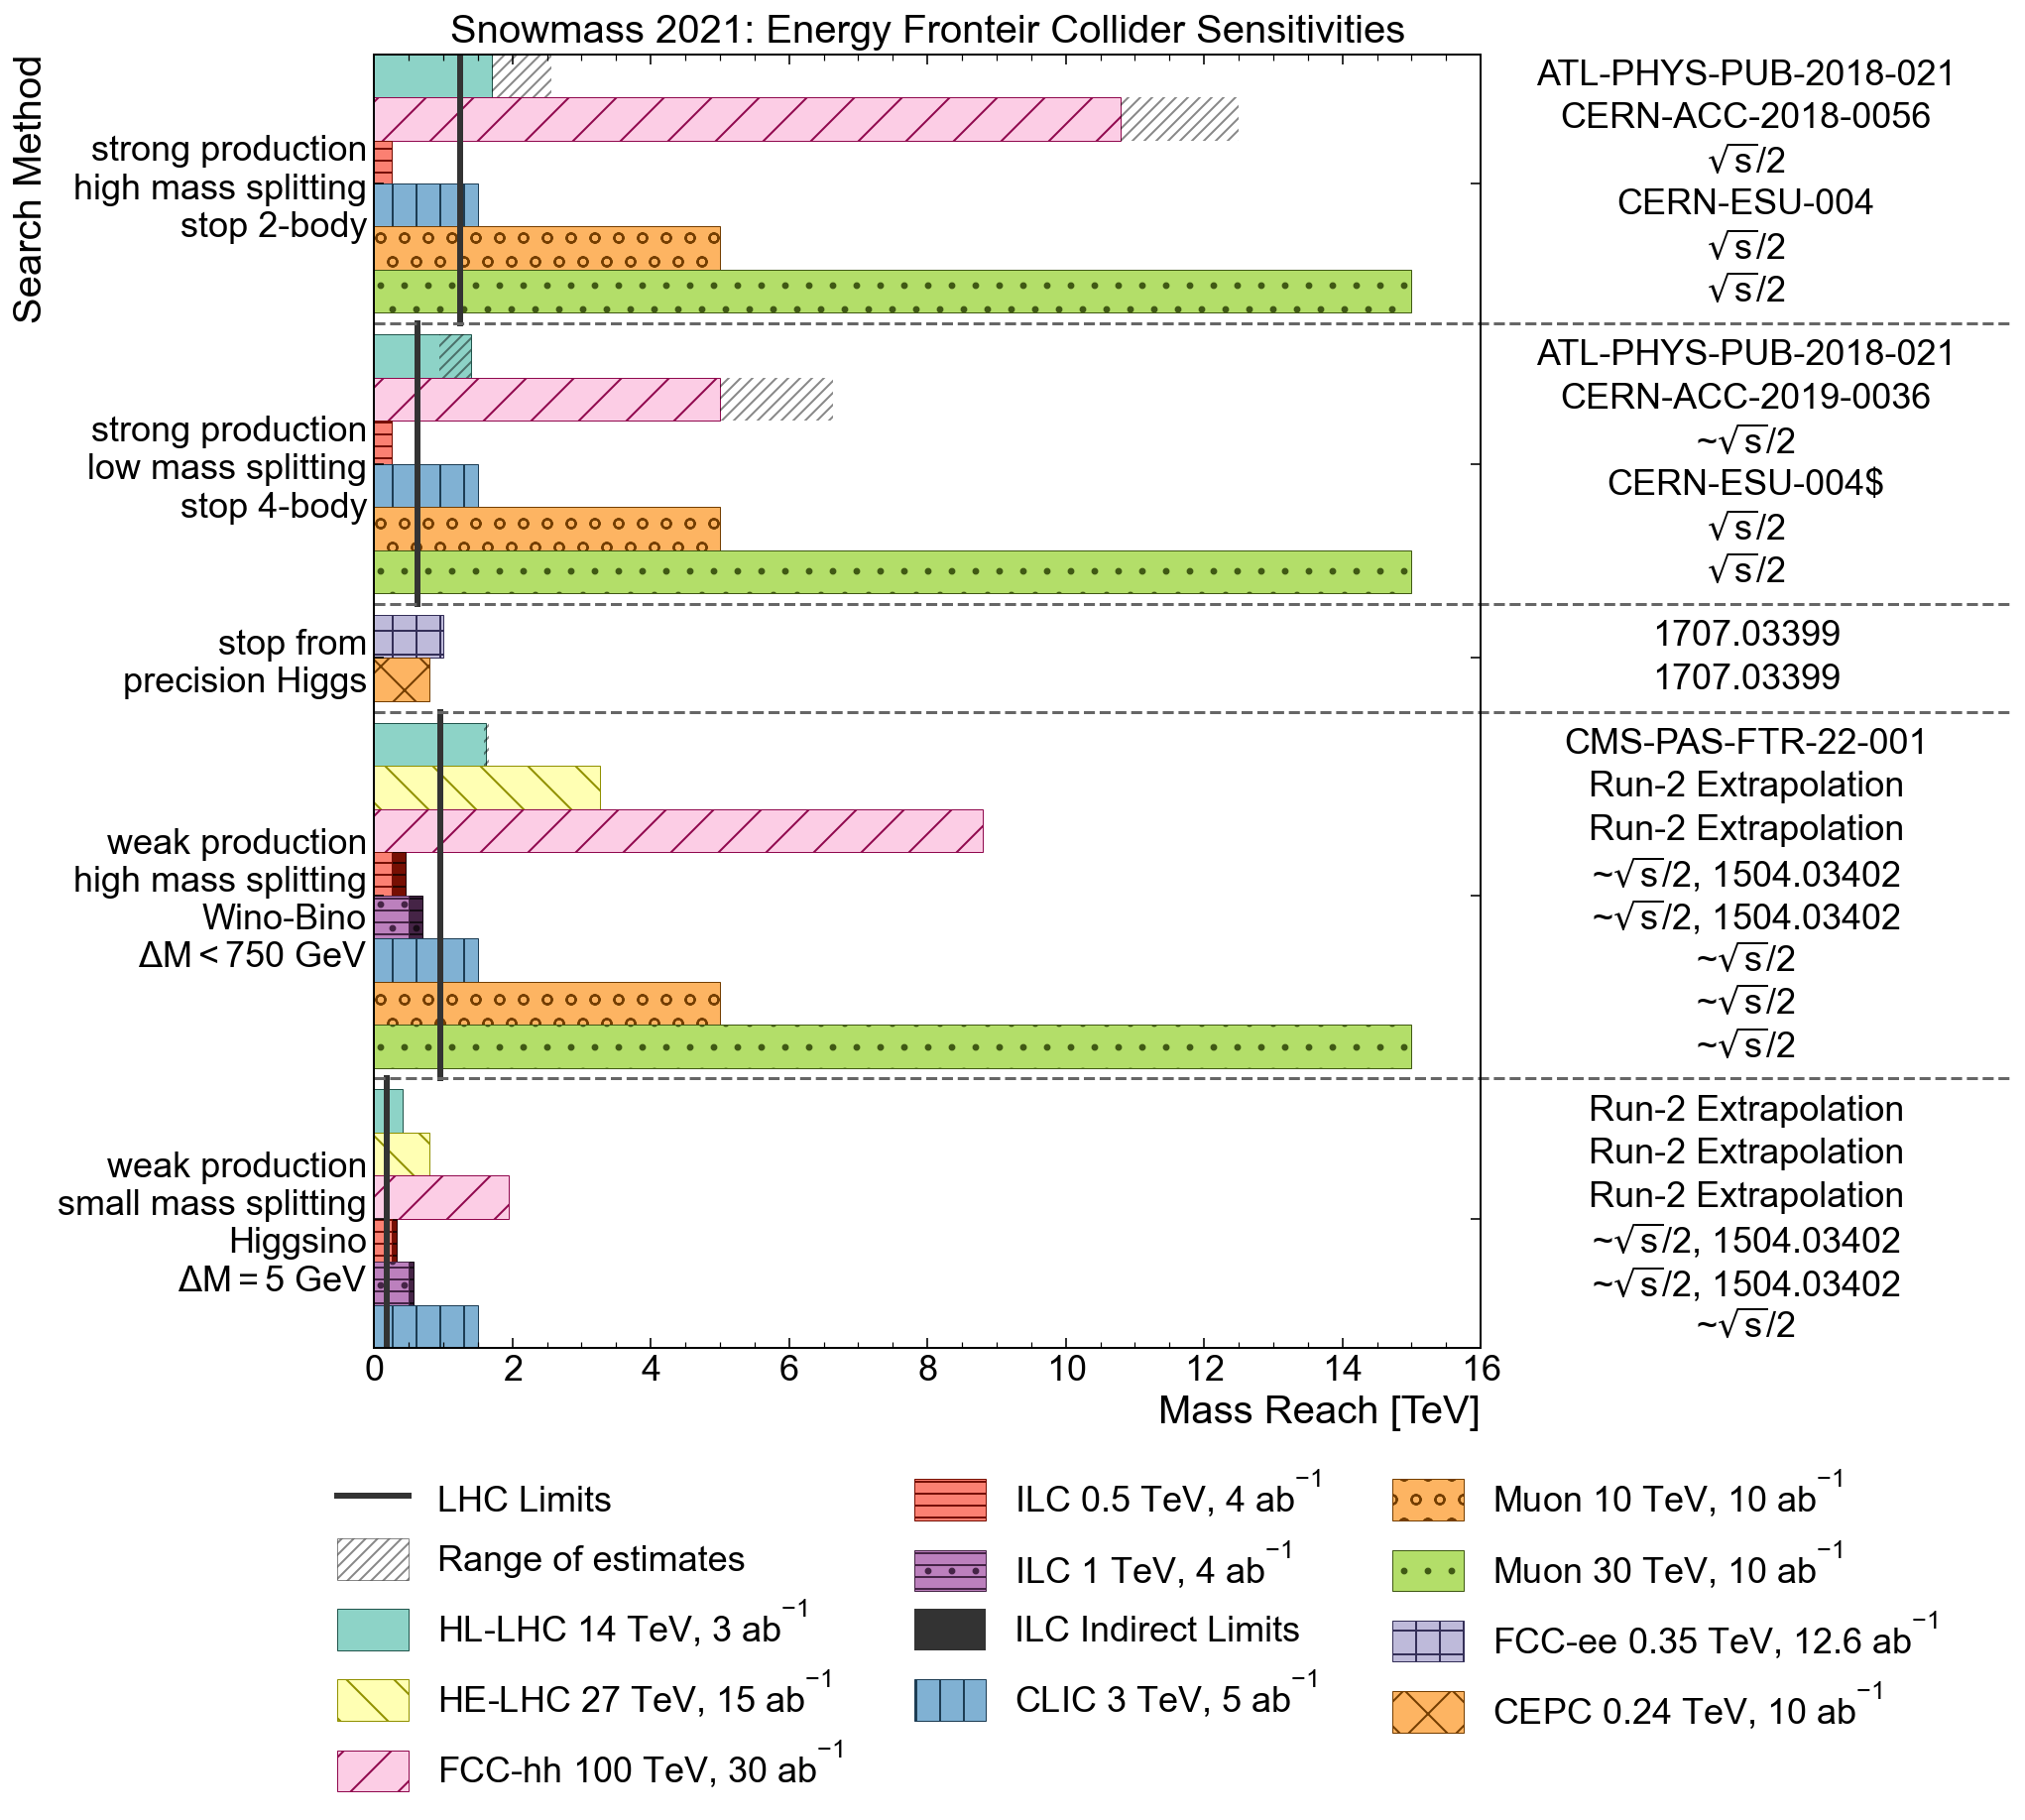 Snowmass 2021: Energy Fronteir Collider Sensitivities
Search Method
strong production
high mass splitting
stop 2-body
ATL-PHYS-PUB-2018-021
CERN-ACC-2018-0056
√s/2
CERN-ESU-004
√s/2
√s/2
strong production
low mass splitting
stop 4-body
ATL-PHYS-PUB-2018-021
CERN-ACC-2019-0036
~√s/2
CERN-ESU-004$
√s/2
√s/2
stop from
precision Higgs
1707.03399
1707.03399
weak production
high mass splitting
Wino-Bino
ΔM < 750 GeV
CMS-PAS-FTR-22-001
Run-2 Extrapolation
Run-2 Extrapolation
~√s/2, 1504.03402
~√s/2, 1504.03402
~√s/2
~√s/2
~√s/2
weak production
small mass splitting
Higgsino
ΔM = 5 GeV
Run-2 Extrapolation
Run-2 Extrapolation
Run-2 Extrapolation
~√s/2, 1504.03402
~√s/2, 1504.03402
~√s/2
0 2 4 6 8 10 12 14 16
Mass Reach [TeV]
LHC Limits
Range of estimates
HL-LHC 14 TeV, 3 ab⁻¹
HE-LHC 27 TeV, 15 ab⁻¹
FCC-hh 100 TeV, 30 ab⁻¹
ILC 0.5 TeV, 4 ab⁻¹
ILC 1 TeV, 4 ab⁻¹
ILC Indirect Limits
CLIC 3 TeV, 5 ab⁻¹
Muon 10 TeV, 10 ab⁻¹
Muon 30 TeV, 10 ab⁻¹
FCC-ee 0.35 TeV, 12.6 ab⁻¹
CEPC 0.24 TeV, 10 ab⁻¹